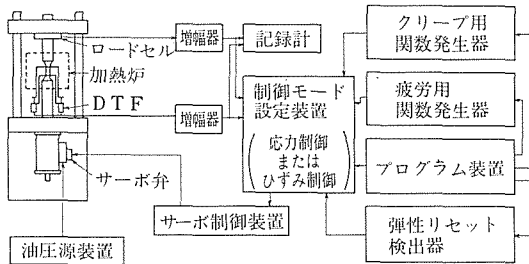 ロードセル
加熱炉
DTF
サーボ弁
油圧源装置
増幅器
増幅器
記録計
制御モード
設定装置
応力制御
または
ひずみ制御
サーボ制御装置
クリープ用
関数発生器
疲労用
関数発生器
プログラム装置
弾性リセット
検出器